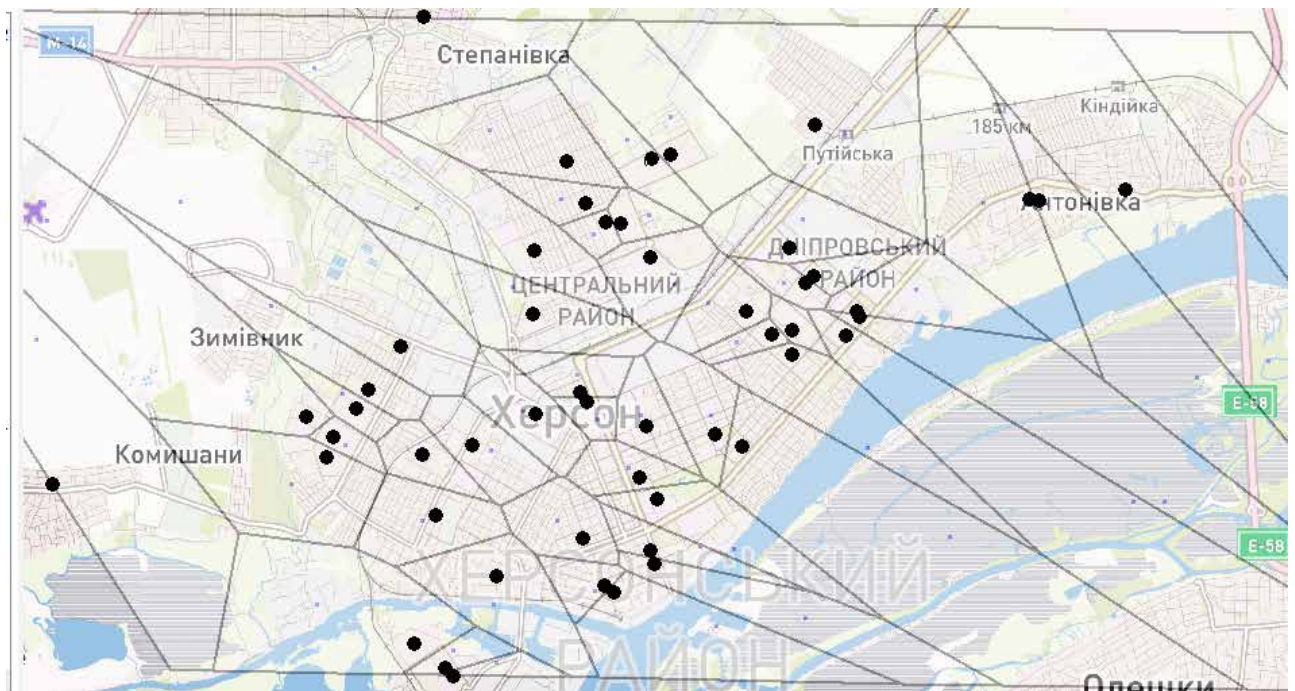 М-14
Степанівка
Кіндійка
185 км
Путійська
Антонівка
ДНІПРОВСЬКИЙ
РАЙОН
ЦЕНТРАЛЬНИЙ
РАЙОН
Зимівник
Херсон
E-58
Комишани
E-58
ХЕРСОНСЬКИЙ
РАЙОН
Олешки